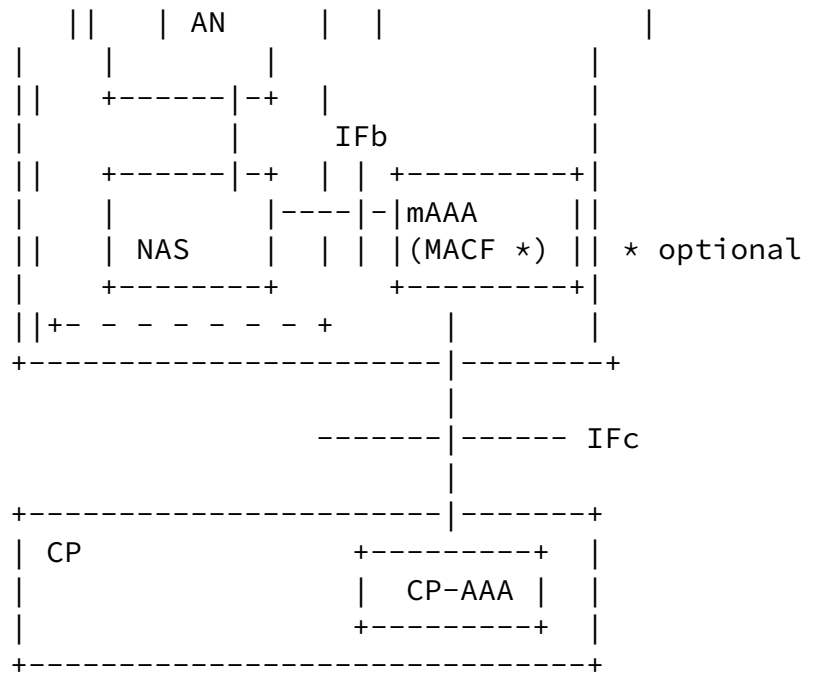 || | AN | | |
| | | |
|| +------|-+ | |
| | IFb |
|| +------|-+ | | +---------+|
| | |----|-|mAAA ||
|| | NAS | | | |(MACF *) || * optional
| +--------+ +---------+|
||+- - - - - - - - + | |
+-----------------------|--------+
|
-------|------ IFc
|
+-----------------------|-------+
| CP +---------+ |
| | CP-AAA | |
| +---------+ |
+-------------------------------+